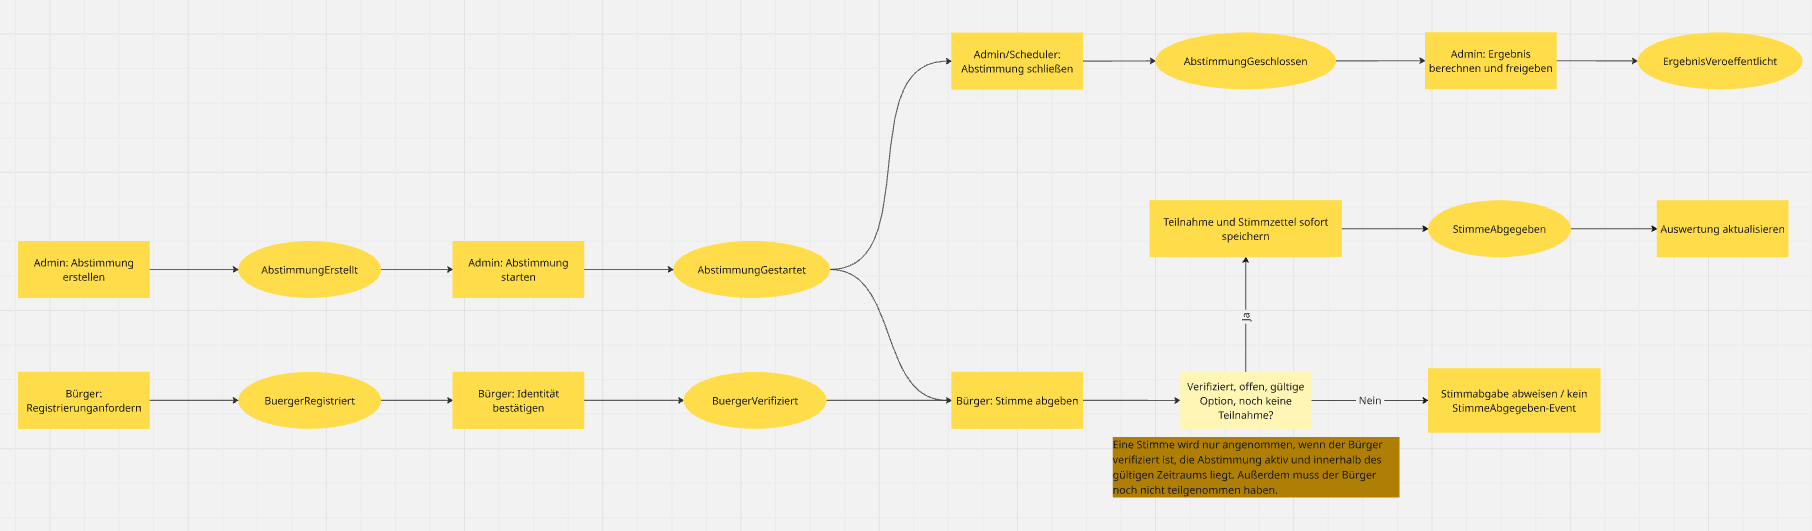 Admin/Scheduler:
Abstimmung schließen
AbstimmungGeschlossen
Admin: Ergebnis
berechnen und freigeben
ErgebnisVeroeffentlicht
Teilnahme und Stimmzettel sofort
speichern
StimmeAbgegeben
Auswertung aktualisieren
Admin: Abstimmung
erstellen
AbstimmungErstellt
Admin: Abstimmung
starten
AbstimmungGestartet
Ja
Bürger:
Registrierunganfordern
BuergerRegistriert
Bürger: Identität
bestätigen
BuergerVerifiziert
Bürger: Stimme abgeben
Verifiziert, offen, gültige
Option, noch keine
Teilnahme?
Nein
Stimmabgabe abweisen / kein
StimmeAbgegeben-Event
Eine Stimme wird nur angenommen, wenn der Bürger
verifiziert ist, die Abstimmung aktiv und innerhalb des
gültigen Zeitraums liegt. Außerdem muss der Bürger
noch nicht teilgenommen haben.